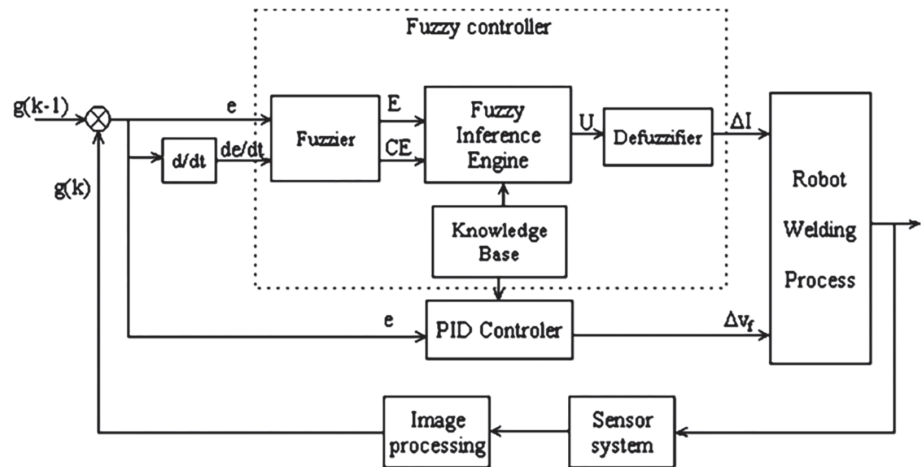 Fuzzy controller
g(k-1)
e
E
Fuzzy
Inference
Engine
U
Defuzzifier
ΔI
Fuzzier
CE
d/dt
de/dt
g(k)
Robot
Welding
Process
Knowledge
Base
e
PID Controler
Δv_f
Image
processing
Sensor
system